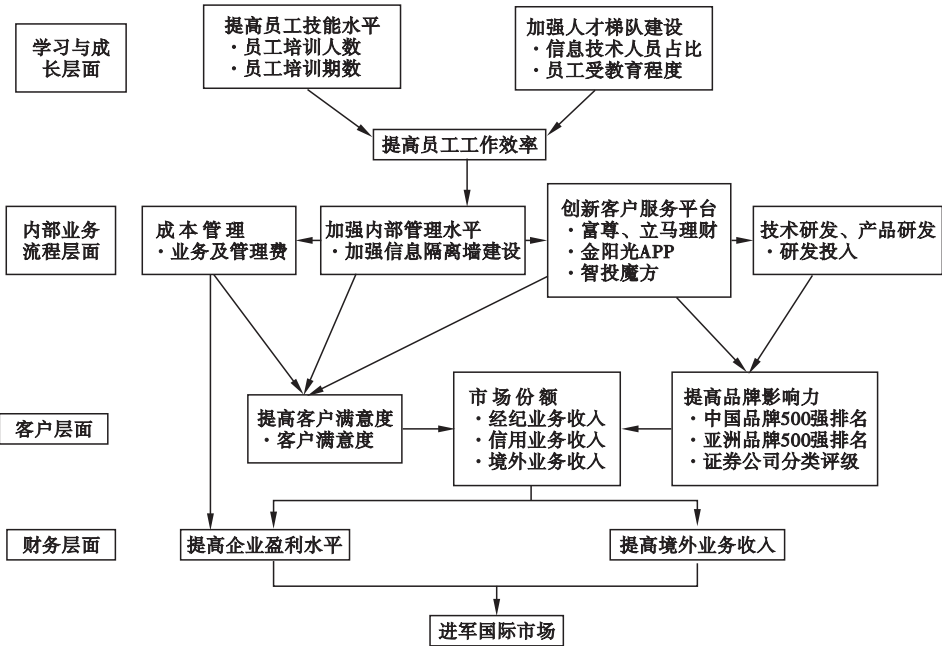 学习与成
长层面
提高员工技能水平
·员工培训人数
·员工培训期数
加强人才梯队建设
·信息技术人员占比
·员工受教育程度
提高员工工作效率
内部业务
流程层面
成本管理
·业务及管理费
加强内部管理水平
·加强信息隔离墙建设
创新客户服务平台
·富尊、立马理财
·金阳光APP
·智投魔方
技术研发、产品研发
·研发投入
客户层面
提高客户满意度
·客户满意度
市场份额
·经纪业务收入
·信用业务收入
·境外业务收入
提高品牌影响力
·中国品牌500强排名
·亚洲品牌500强排名
·证券公司分类评级
财务层面
提高企业盈利水平
提高境外业务收入
进军国际市场